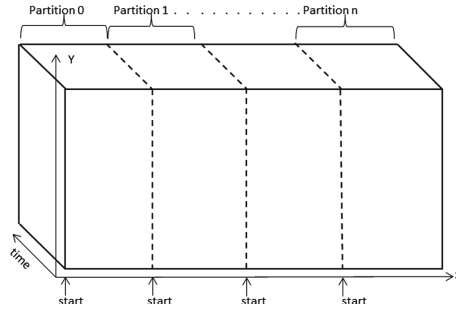 Partition 0 Partition 1 . . . . . . . . . . . Partition n
Y
time
start start start start